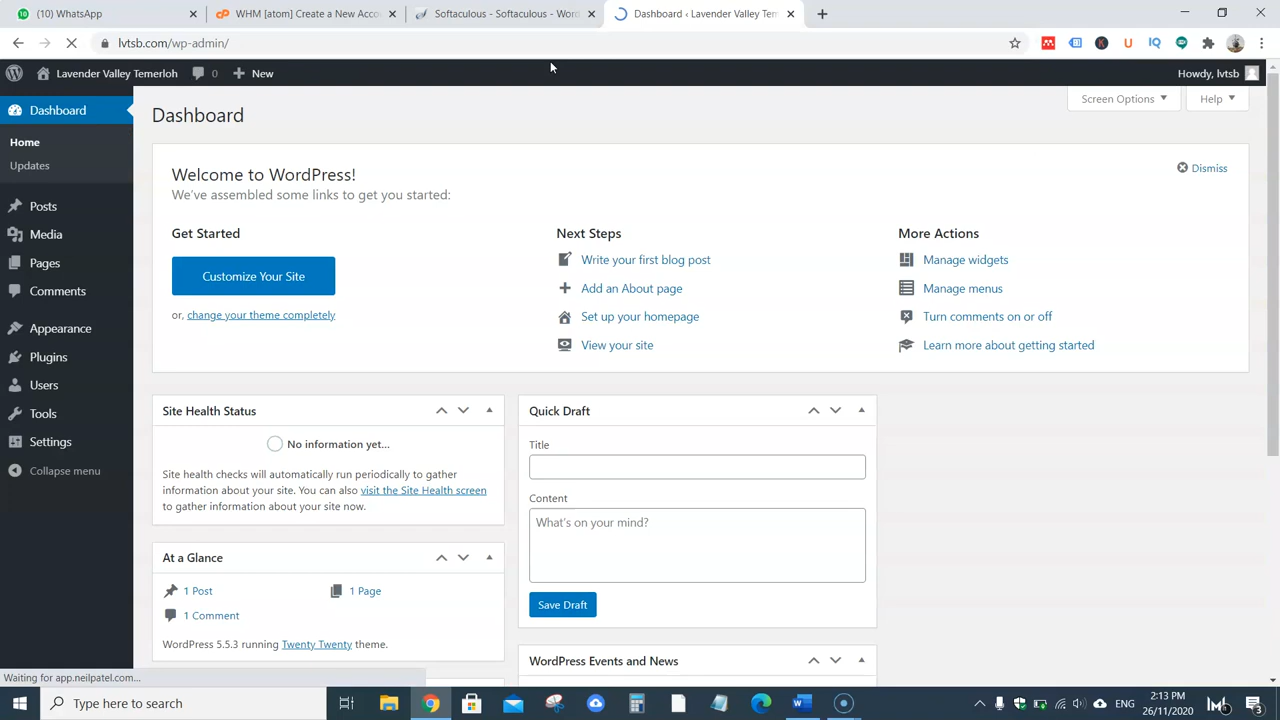 (10) WhatsApp
WHM [atom] Create a New Acco
Softaculous - Softaculous - Wor
Dashboard ‹ Lavender Valley Tem
lvtsb.com/wp-admin/
Lavender Valley Temerloh 0 New
Howdy, lvtsb
Dashboard
Home
Updates
Posts
Media
Pages
Comments
Appearance
Plugins
Users
Tools
Settings
Collapse menu
Dashboard
Screen Options
Help
Welcome to WordPress!
Dismiss
We've assembled some links to get you started:
Get Started
Customize Your Site
or, change your theme completely
Next Steps
Write your first blog post
Add an About page
Set up your homepage
View your site
More Actions
Manage widgets
Manage menus
Turn comments on or off
Learn more about getting started
Site Health Status
No information yet...
Site health checks will automatically run periodically to gather
information about your site. You can also visit the Site Health screen
to gather information about your site now.
At a Glance
1 Post
1 Page
1 Comment
WordPress 5.5.3 running Twenty Twenty theme.
Quick Draft
Title
Content
What's on your mind?
Save Draft
WordPress Events and News
Waiting for app.neilpatel.com...
Type here to search
ENG
2:13 PM
26/11/2020